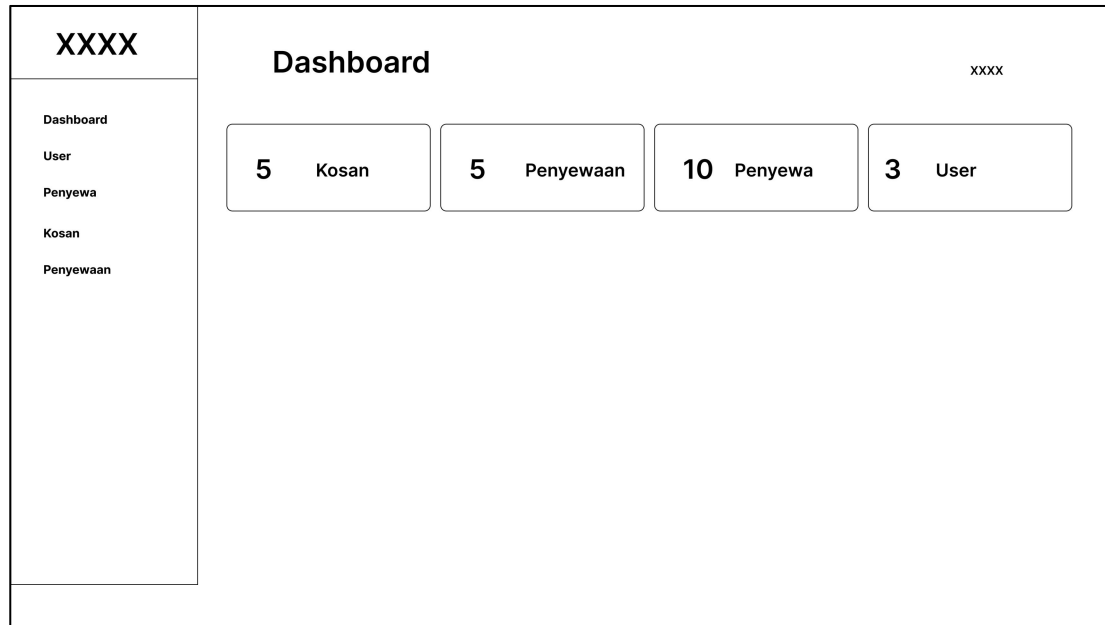 XXXX
Dashboard
xxxx
Dashboard
User
Penyewa
Kosan
Penyewaan
5 Kosan
5 Penyewaan
10 Penyewa
3 User